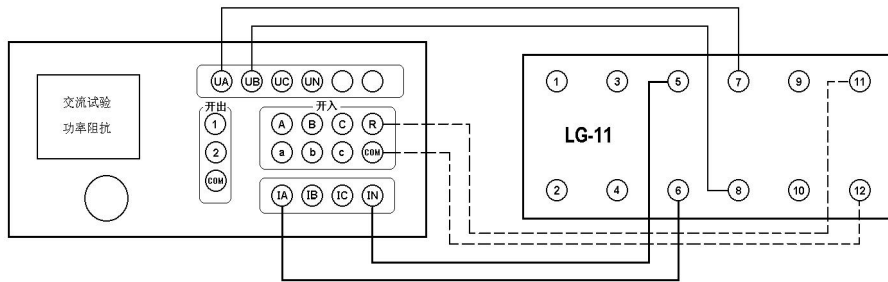 UA UB UC UN
交流试验
功率阻抗
开出
1
2
COM
开入
A B C R
a b c COM
IA IB IC IN
1 3 5 7 9 11
LG-11
2 4 6 8 10 12